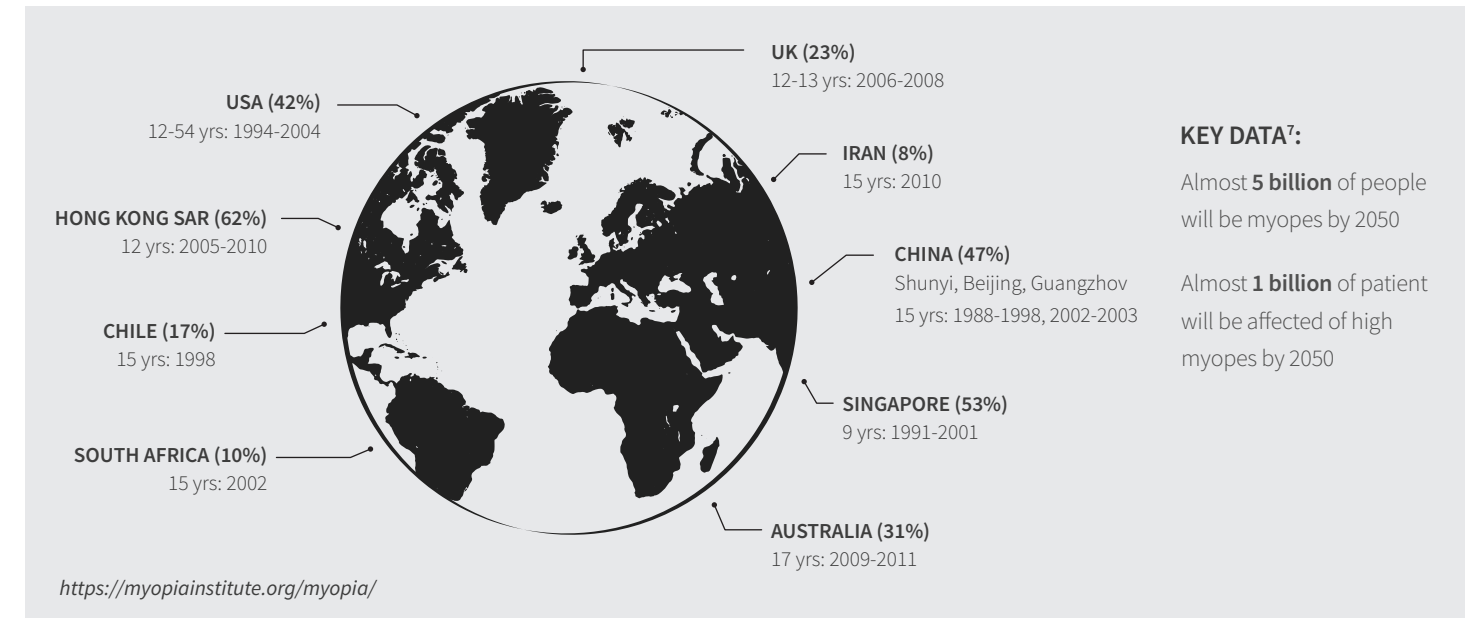 UK (23%)
12-13 yrs: 2006-2008
USA (42%)
12-54 yrs: 1994-2004
IRAN (8%)
15 yrs: 2010
HONG KONG SAR (62%)
12 yrs: 2005-2010
CHINA (47%)
Shunyi, Beijing, Guangzhov
15 yrs: 1988-1998, 2002-2003
CHILE (17%)
15 yrs: 1998
SINGAPORE (53%)
9 yrs: 1991-2001
SOUTH AFRICA (10%)
15 yrs: 2002
AUSTRALIA (31%)
17 yrs: 2009-2011
KEY DATA⁷:
Almost 5 billion of people
will be myopes by 2050
Almost 1 billion of patient
will be affected of high
myopes by 2050
https://myopiainstitute.org/myopia/